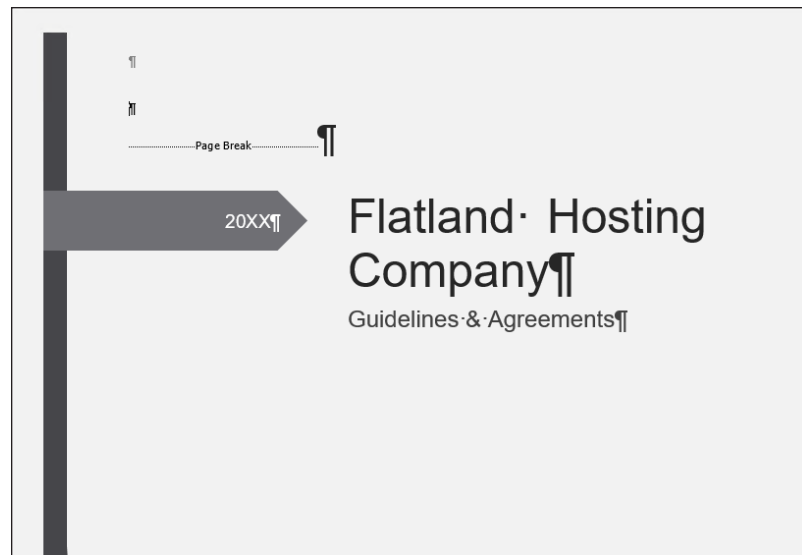 ¶
¶
Page Break¶
20XX¶
Flatland· Hosting
Company¶
Guidelines·&·Agreements¶